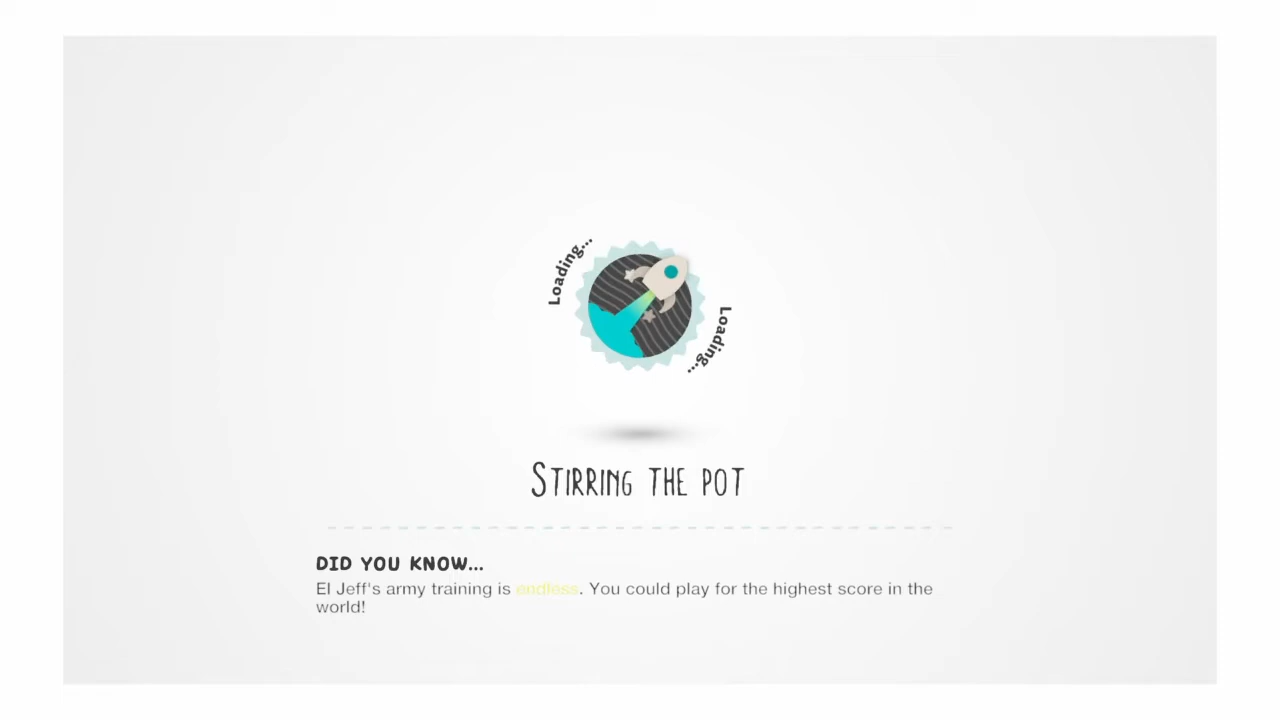 Loading...
Loading...
STIRRING THE POT
DID YOU KNOW...
El Jeff's army training is endless. You could play for the highest score in the
world!